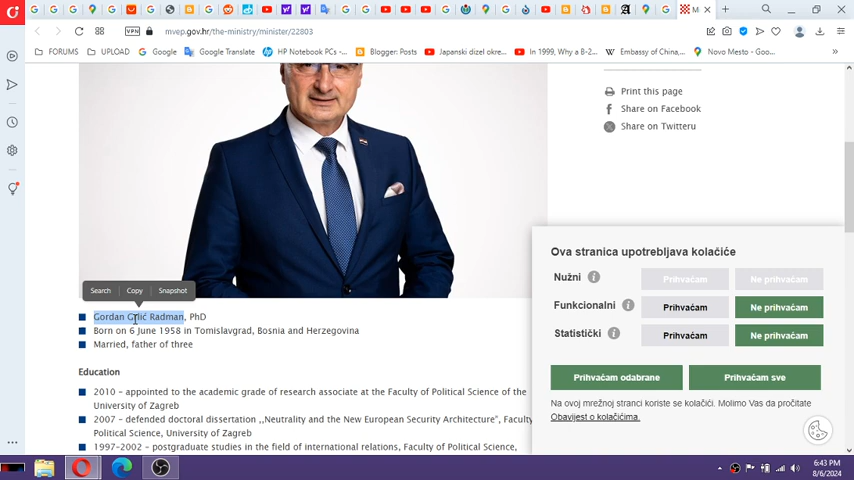 VPN
mvep.gov.hr/the-ministry/minister/22803
FORUMS
UPLOAD
Google
Google Translate
HP Notebook PC-...
Blogger: Posts
Japanski dizel okre...
In 1999, Why a B-2...
Embassy of China,...
Novo Mesto - Goo...
Print this page
Share on Facebook
Share on Twitteru
Search Copy Snapshot
Gordan Grlić Radman, PhD
Born on 6 June 1958 in Tomislavgrad, Bosnia and Herzegovina
Married, father of three
Education
2010 – appointed to the academic grade of research associate at the Faculty of Political Science of the
University of Zagreb
2007 – defended doctoral dissertation ,,Neutrality and the New European Security Architecture", Faculty
Political Science, University of Zagreb
1997-2002 – postgraduate studies in the field of international relations, Faculty of Political Science,
Ova stranica upotrebljava kolačiće
Nužni
Prihvaćam
Ne prihvaćam
Funkcionalni
Prihvaćam
Ne prihvaćam
Statistički
Prihvaćam
Ne prihvaćam
Prihvaćam odabrane
Prihvaćam sve
Na ovoj mrežnoj stranci koriste se kolačići. Molimo Vas da pročitate
Obavijest o kolačićima.
6:43 PM
8/6/2024